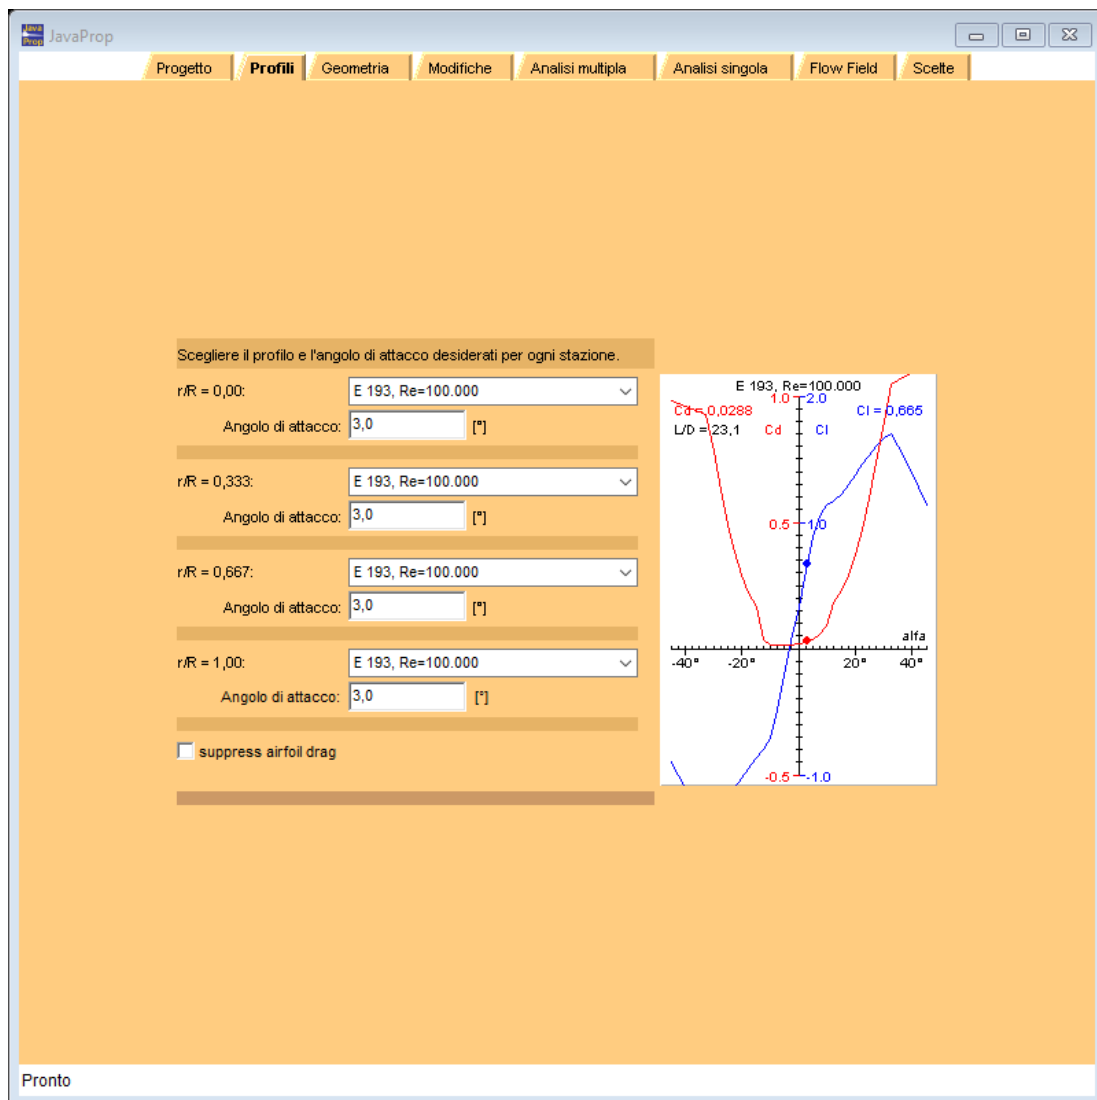 Java Prop JavaProp
Progetto Profili Geometria Modifiche Analisi multipla Analisi singola Flow Field Scelte
Scegliere il profilo e l'angolo di attacco desiderati per ogni stazione.
r/R = 0,00: E 193, Re=100.000
Angolo di attacco: 3,0 [°]
r/R = 0,333: E 193, Re=100.000
Angolo di attacco: 3,0 [°]
r/R = 0,667: E 193, Re=100.000
Angolo di attacco: 3,0 [°]
r/R = 1,00: E 193, Re=100.000
Angolo di attacco: 3,0 [°]
suppress airfoil drag
E 193, Re=100.000
1.0 2.0
Cd = 0,0288 Cl = 0,665
L/D = 23,1 Cd Cl
0.5 1.0
alfa
-40° -20° 20° 40°
-0.5 -1.0
Pronto